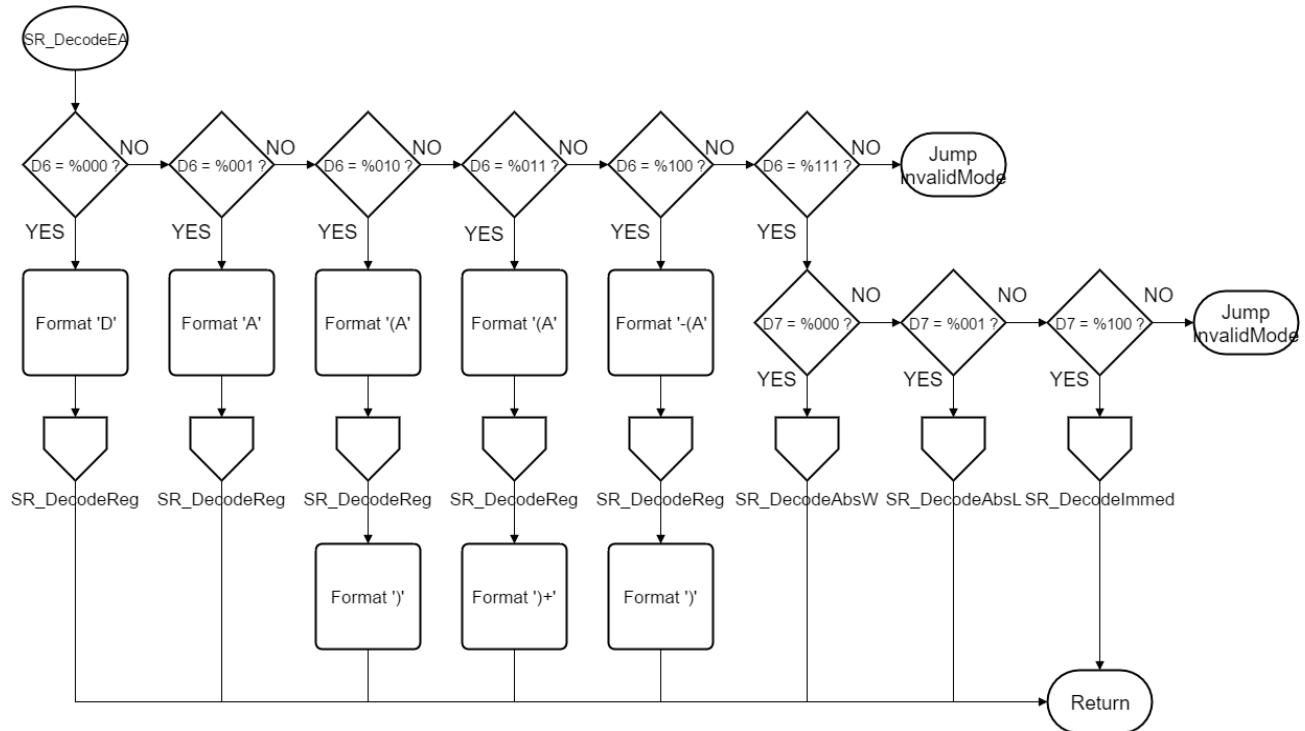 SR_DecodeEA
NO
NO
NO
NO
NO
NO
D6 = %000 ?
D6 = %001 ?
D6 = %010 ?
D6 = %011 ?
D6 = %100 ?
D6 = %111 ?
Jump
InvalidMode
YES
YES
YES
YES
YES
YES
Format 'D'
Format 'A'
Format '(A'
Format '(A'
Format '-(A'
D7 = %000 ?
NO
D7 = %001 ?
NO
D7 = %100 ?
NO
Jump
InvalidMode
YES
YES
YES
SR_DecodeReg
SR_DecodeReg
SR_DecodeReg
SR_DecodeReg
SR_DecodeReg
SR_DecodeAbsW
SR_DecodeAbsL
SR_DecodeImmed
Format ')'
Format ')+'
Format ')'
Return